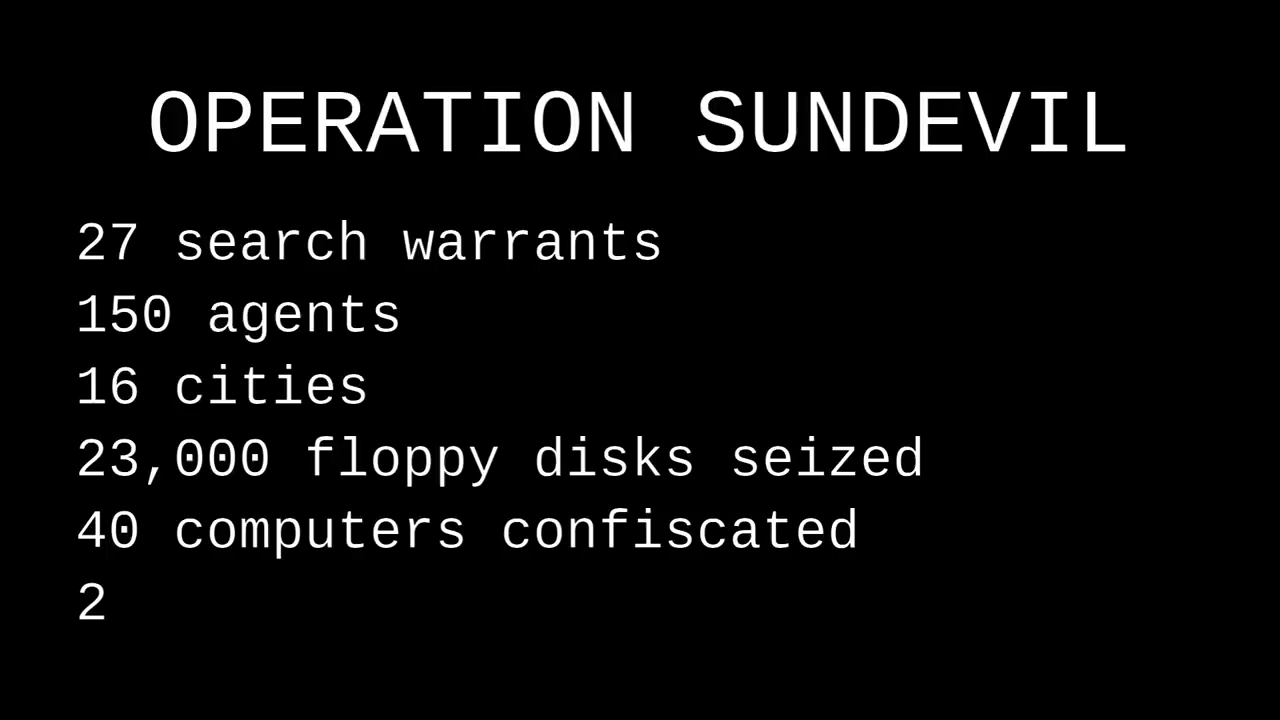 OPERATION SUNDEVIL
27 search warrants
150 agents
16 cities
23,000 floppy disks seized
40 computers confiscated
2